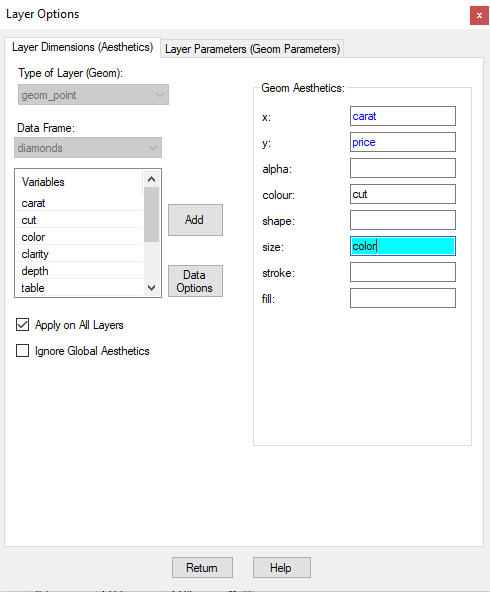 Layer Options
x
Layer Dimensions (Aesthetics)
Layer Parameters (Geom Parameters)
Type of Layer (Geom):
geom_point
Data Frame:
diamonds
Variables
carat
cut
color
clarity
depth
table
Add
Data
Options
Apply on All Layers
Ignore Global Aesthetics
Geom Aesthetics:
x: carat
y: price
alpha:
colour: cut
shape:
size: color
stroke:
fill:
Return
Help